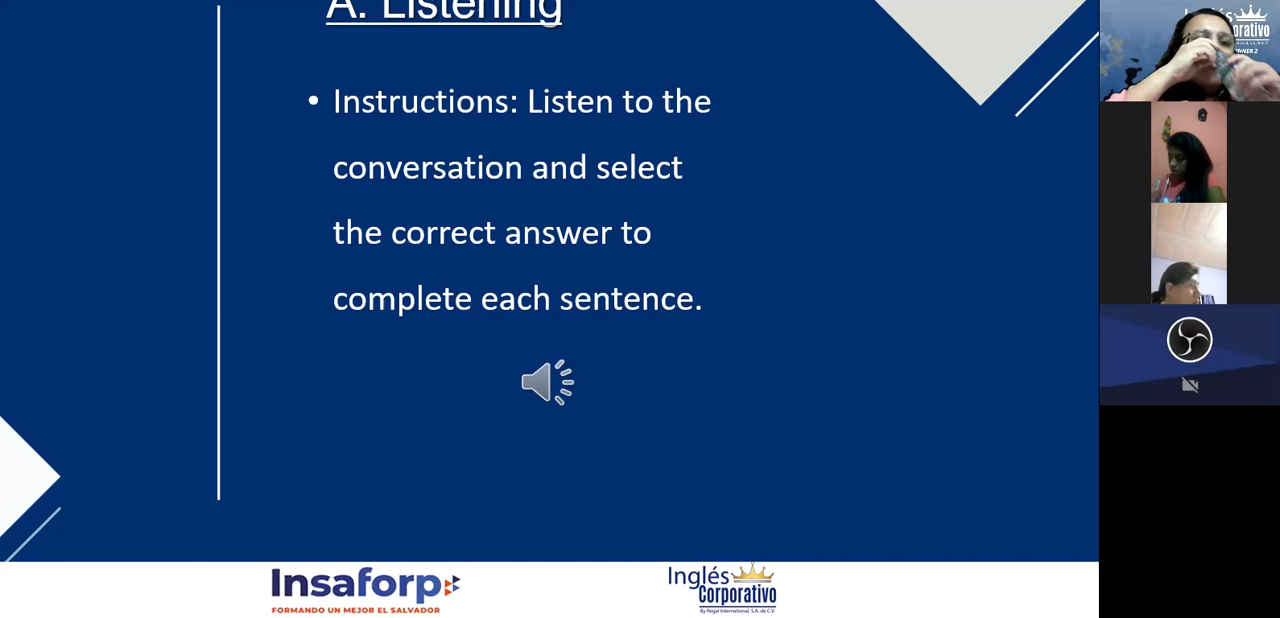 A. Listening
• Instructions: Listen to the
conversation and select
the correct answer to
complete each sentence.
Insaforp
FORMANDO UN MEJOR EL SALVADOR
Inglés
Corporativo
By Regal International, S.A. de C.V.